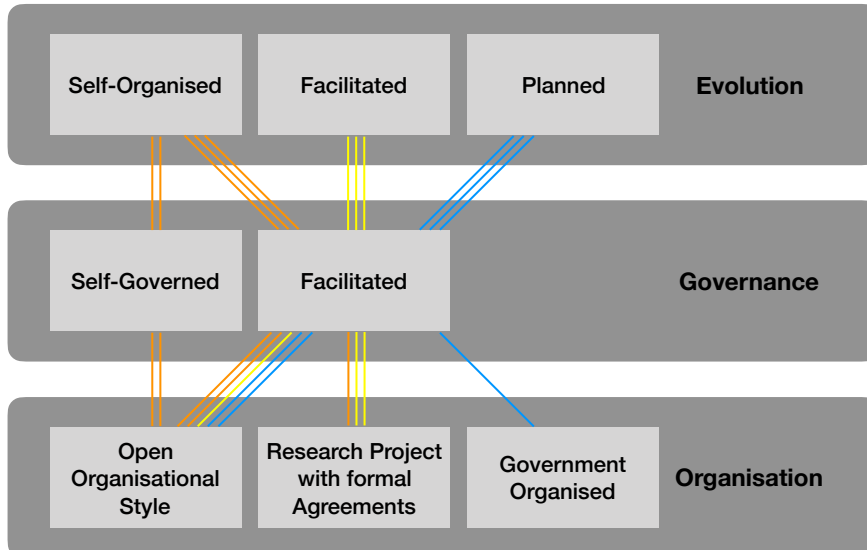 Self-Organised
Facilitated
Planned
Evolution
Self-Governed
Facilitated
Governance
Open
Organisational
Style
Research Project
with formal
Agreements
Government
Organised
Organisation